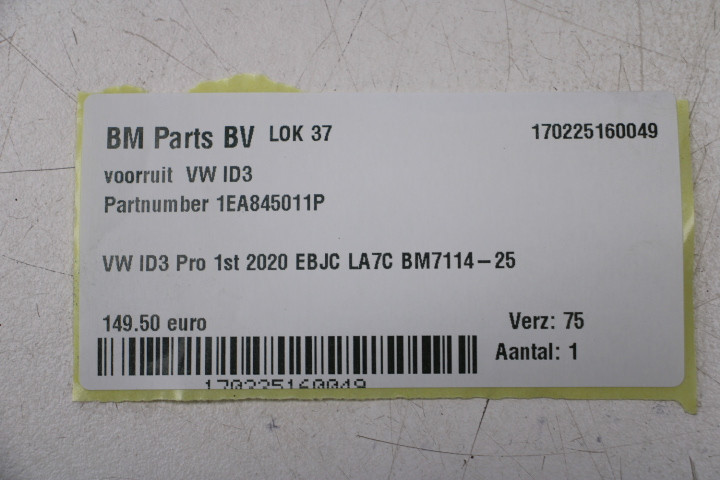 BM Parts BV LOK 37 170225160049
voorruit VW ID3
Partnumber 1EA845011P
VW ID3 Pro 1st 2020 EBJC LA7C BM7114-25
149.50 euro Verz: 75
Aantal: 1
170225160049